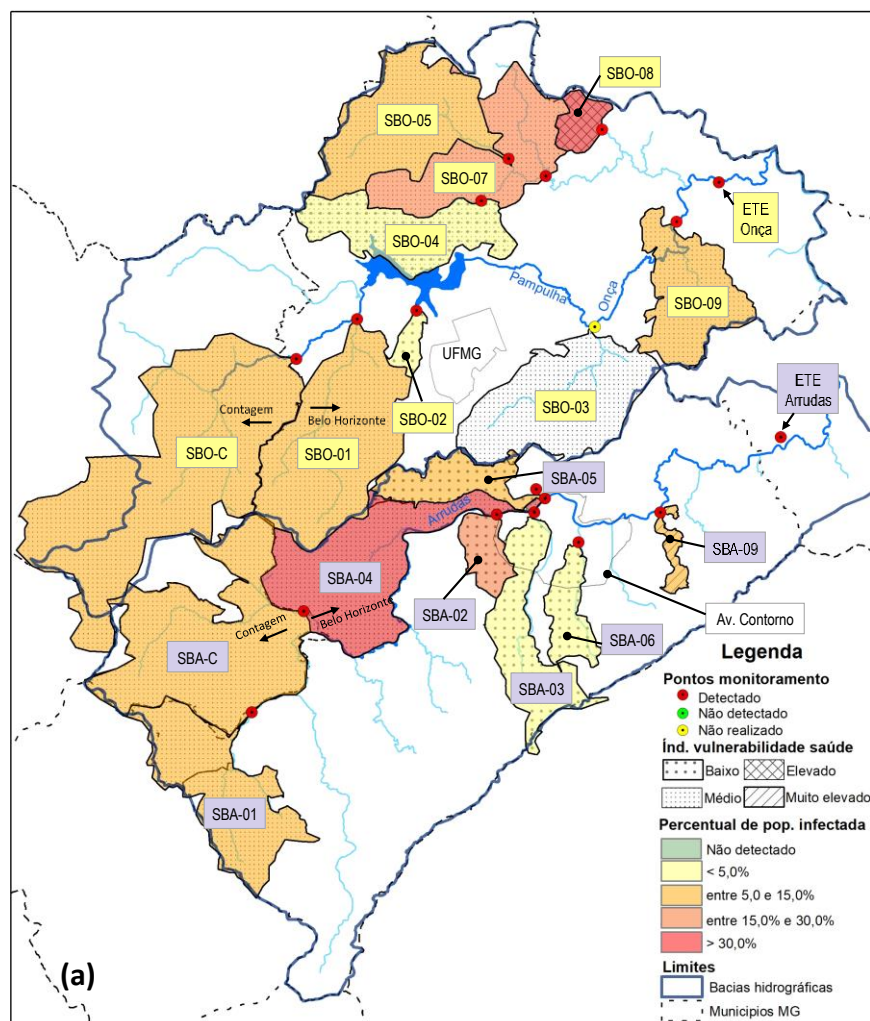 SBO-08
SBO-05
SBO-07
ETE
Onça
SBO-04
Pampulha
Onça
SBO-09
UFMG
ETE
Arrudas
Contagem
Belo Horizonte
SBO-02
SBO-03
SBO-C
SBO-01
SBA-05
Arrudas
SBA-09
SBA-04
SBA-02
Belo Horizonte
Contagem
Av. Contorno
SBA-06
SBA-C
SBA-03
SBA-01
(a)
Legenda
Pontos monitoramento
Detectado
Não detectado
Não realizado
Índ. vulnerabilidade saúde
Baixo Elevado
Médio Muito elevado
Percentual de pop. infectada
Não detectado
< 5,0%
entre 5,0 e 15,0%
entre 15,0% e 30,0%
> 30,0%
Limites
Bacias hidrográficas
Municipios MG